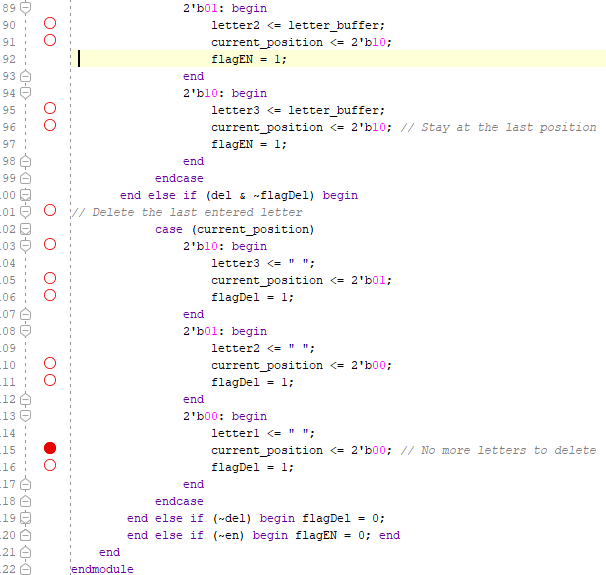 89 2'b01: begin
90 letter2 <= letter_buffer;
91 current_position <= 2'b10;
92 flagEN = 1;
93 end
94 2'b10: begin
95 letter3 <= letter_buffer;
96 current_position <= 2'b10; // Stay at the last position
97 flagEN = 1;
98 end
99 endcase
.00 end else if (del & ~flagDel) begin
.01 // Delete the last entered letter
.02 case (current_position)
.03 2'b10: begin
.04 letter3 <= " ";
.05 current_position <= 2'b01;
.06 flagDel = 1;
.07 end
.08 2'b01: begin
.09 letter2 <= " ";
.10 current_position <= 2'b00;
.11 flagDel = 1;
.12 end
.13 2'b00: begin
.14 letter1 <= " ";
.15 current_position <= 2'b00; // No more letters to delete
.16 flagDel = 1;
.17 end
.18 endcase
.19 end else if (~del) begin flagDel = 0;
.20 end else if (~en) begin flagEN = 0; end
.21 end
.22 endmodule